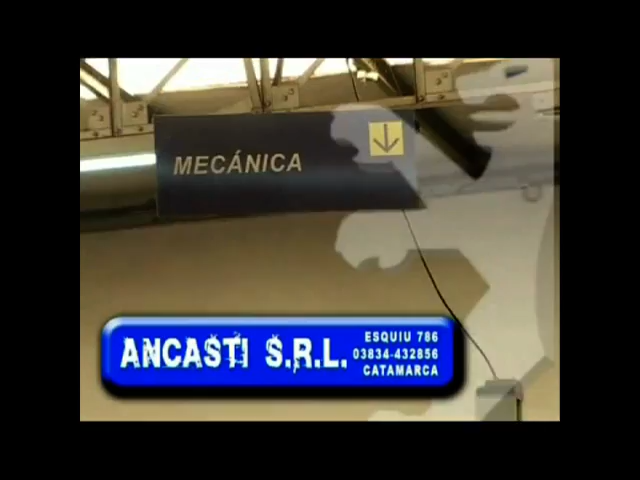 MECÁNICA
ANCASTI S.R.L.
ESQUIU 786
03834-432856
CATAMARCA